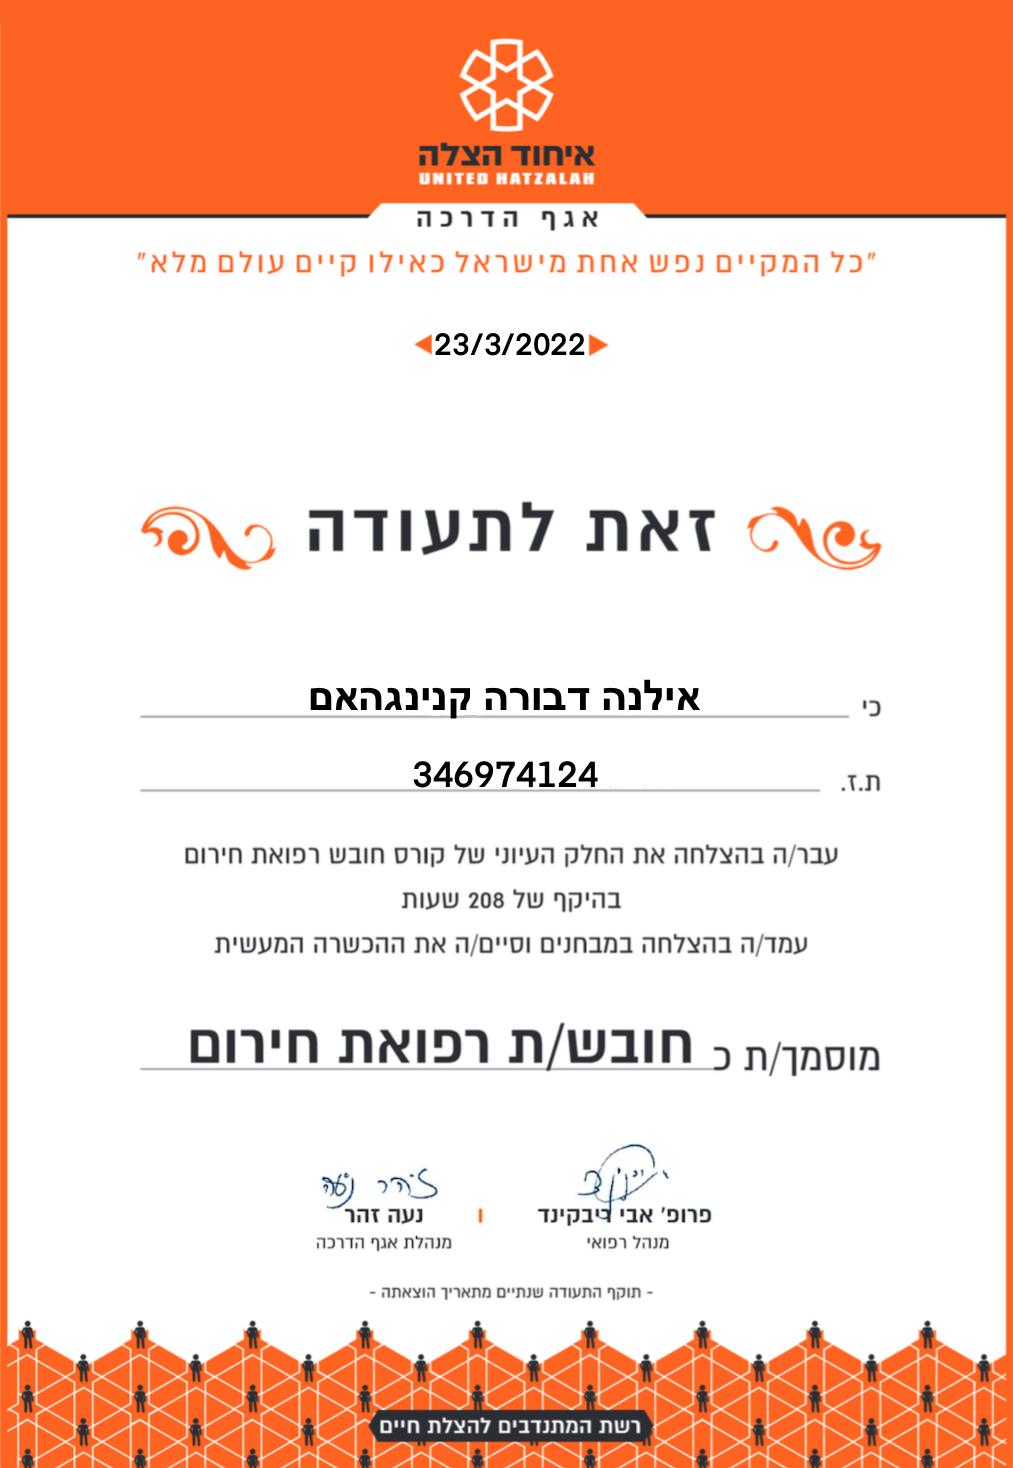 איחוד הצלה
UNITED HATZALAH
אגף הדרכה
"כל המקיים נפש אחת מישראל כאילו קיים עולם מלא"
23/3/2022
זאת לתעודה
כי אילנה דבורה קנינגהאם
ת.ז. 346974124
עבר/ה בהצלחה את החלק העיוני של קורס חובש רפואת חירום
בהיקף של 208 שעות
עמד/ה בהצלחה במבחנים וסיים/ה את ההכשרה המעשית
מוסמך/ת כ חובש/ת רפואת חירום
זהר נעה
פרופ' אבי ריבקינד | נעה זהר
מנהל רפואי מנהלת אגף הדרכה
- תוקף התעודה שנתיים מתאריך הוצאתה -
רשת המתנדבים להצלת חיים